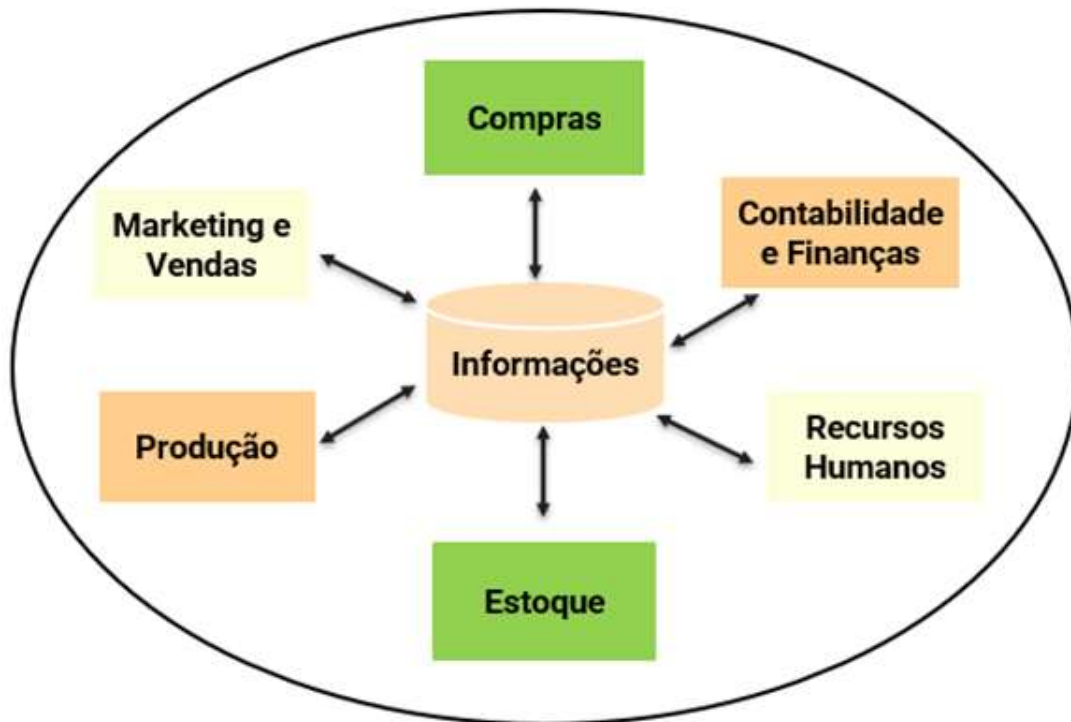 Compras
Marketing e
Vendas
Contabilidade
e Finanças
Informações
Produção
Recursos
Humanos
Estoque